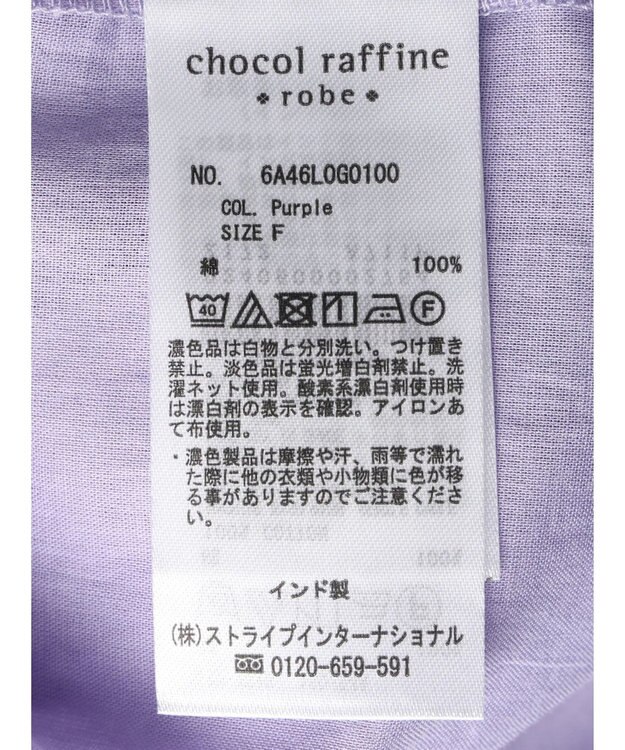 chocol raffine
robe
NO. 6A46L0G0100
COL. Purple
SIZE F
綿 100%
40
F
濃色品は白物と分別洗い。つけ置き
禁止。淡色品は蛍光増白剤禁止。洗
濯ネット使用。酸素系漂白剤使用時
は漂白剤の表示を確認。アイロンあ
て布使用。
・濃色製品は摩擦や汗、雨等で濡れ
た際に他の衣類や小物類に色が移
る事がありますのでご注意くださ
い。
インド製
(株)ストライプインターナショナル
0120-659-591